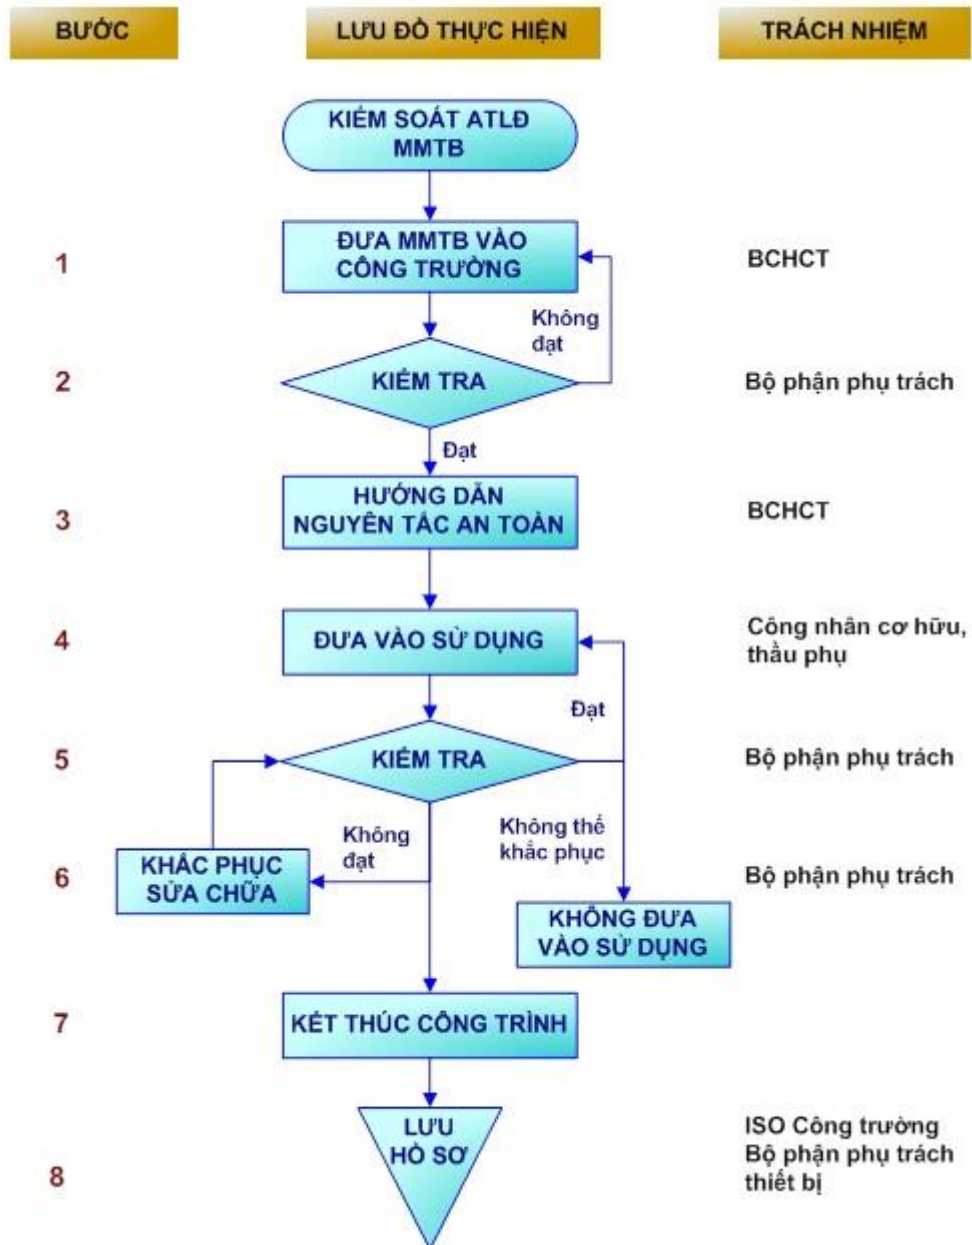 BƯỚC
LƯU ĐỒ THỰC HIỆN
TRÁCH NHIỆM
KIỂM SOÁT ATLĐ
MMTB
1
ĐƯA MMTB VÀO
CÔNG TRƯỜNG
BCHCT
Không
đạt
2
KIỂM TRA
Bộ phận phụ trách
Đạt
3
HƯỚNG DẪN
NGUYÊN TẮC AN TOÀN
BCHCT
4
ĐƯA VÀO SỬ DỤNG
Công nhân cơ hữu,
thầu phụ
Đạt
5
KIỂM TRA
Bộ phận phụ trách
Không
đạt
Không thể
khắc phục
6
KHẮC PHỤC
SỬA CHỮA
Bộ phận phụ trách
KHÔNG ĐƯA
VÀO SỬ DỤNG
7
KẾT THÚC CÔNG TRÌNH
8
LƯU
HỒ SƠ
ISO Công trường
Bộ phận phụ trách
thiết bị